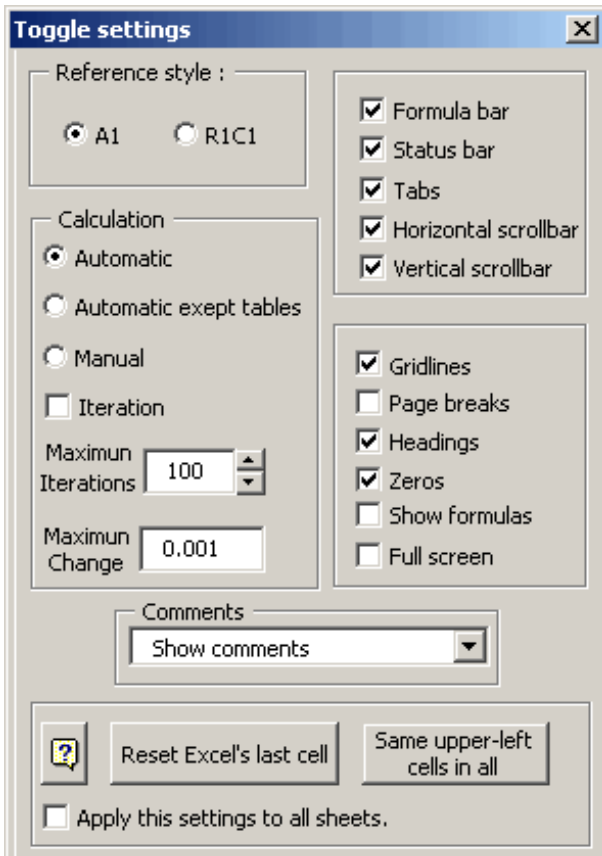 Toggle settings
Reference style :
A1
R1C1
Formula bar
Status bar
Tabs
Horizontal scrollbar
Vertical scrollbar
Calculation
Automatic
Automatic exept tables
Manual
Iteration
Maximun
Iterations
100
Maximun
Change
0.001
Gridlines
Page breaks
Headings
Zeros
Show formulas
Full screen
Comments
Show comments
?
Reset Excel's last cell
Same upper-left
cells in all
Apply this settings to all sheets.